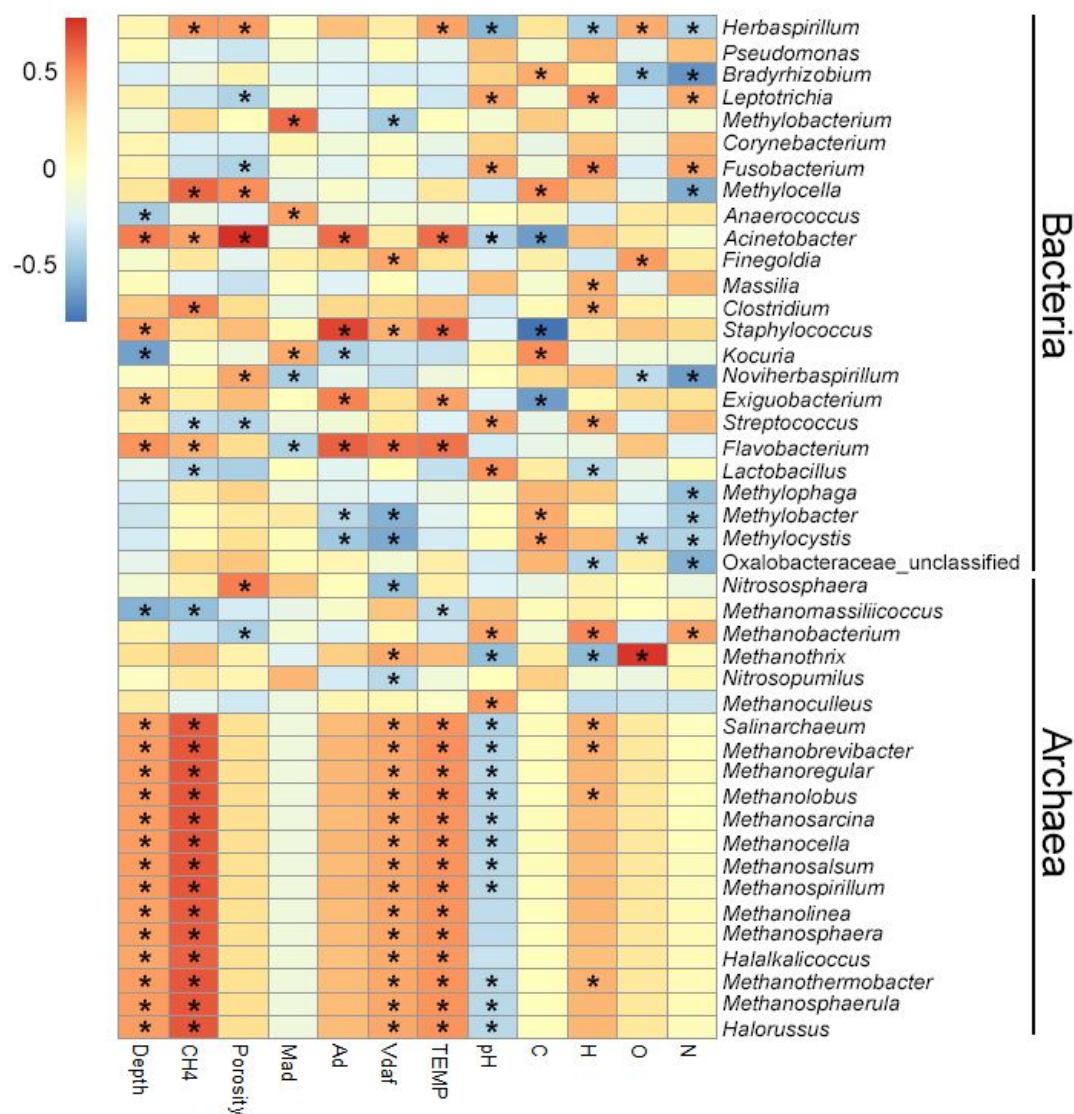 0.5
0
-0.5
Herbaspirillum
Pseudomonas
Bradyrhizobium
Leptotrichia
Methylobacterium
Corynebacterium
Fusobacterium
Methylocella
Anaerococcus
Acinetobacter
Finegoldia
Massilia
Clostridium
Staphylococcus
Kocuria
Noviherbaspirillum
Exiguobacterium
Streptococcus
Flavobacterium
Lactobacillus
Methylophaga
Methylobacter
Methylocystis
Oxalobacteraceae_unclassified
Nitrososphaera
Methanomassiliicoccus
Methanobacterium
Methanothrix
Nitrosopumilus
Methanoculleus
Salinarchaeum
Methanobrevibacter
Methanoregular
Methanolobus
Methanosarcina
Methanocella
Methanosalsum
Methanospirillum
Methanolinea
Methanosphaera
Halalkalicoccus
Methanothermobacter
Methanosphaerula
Halorussus
Bacteria
Archaea
Depth
CH4
Porosity
Mad
Ad
Vdaf
TEMP
pH
C
H
O
N